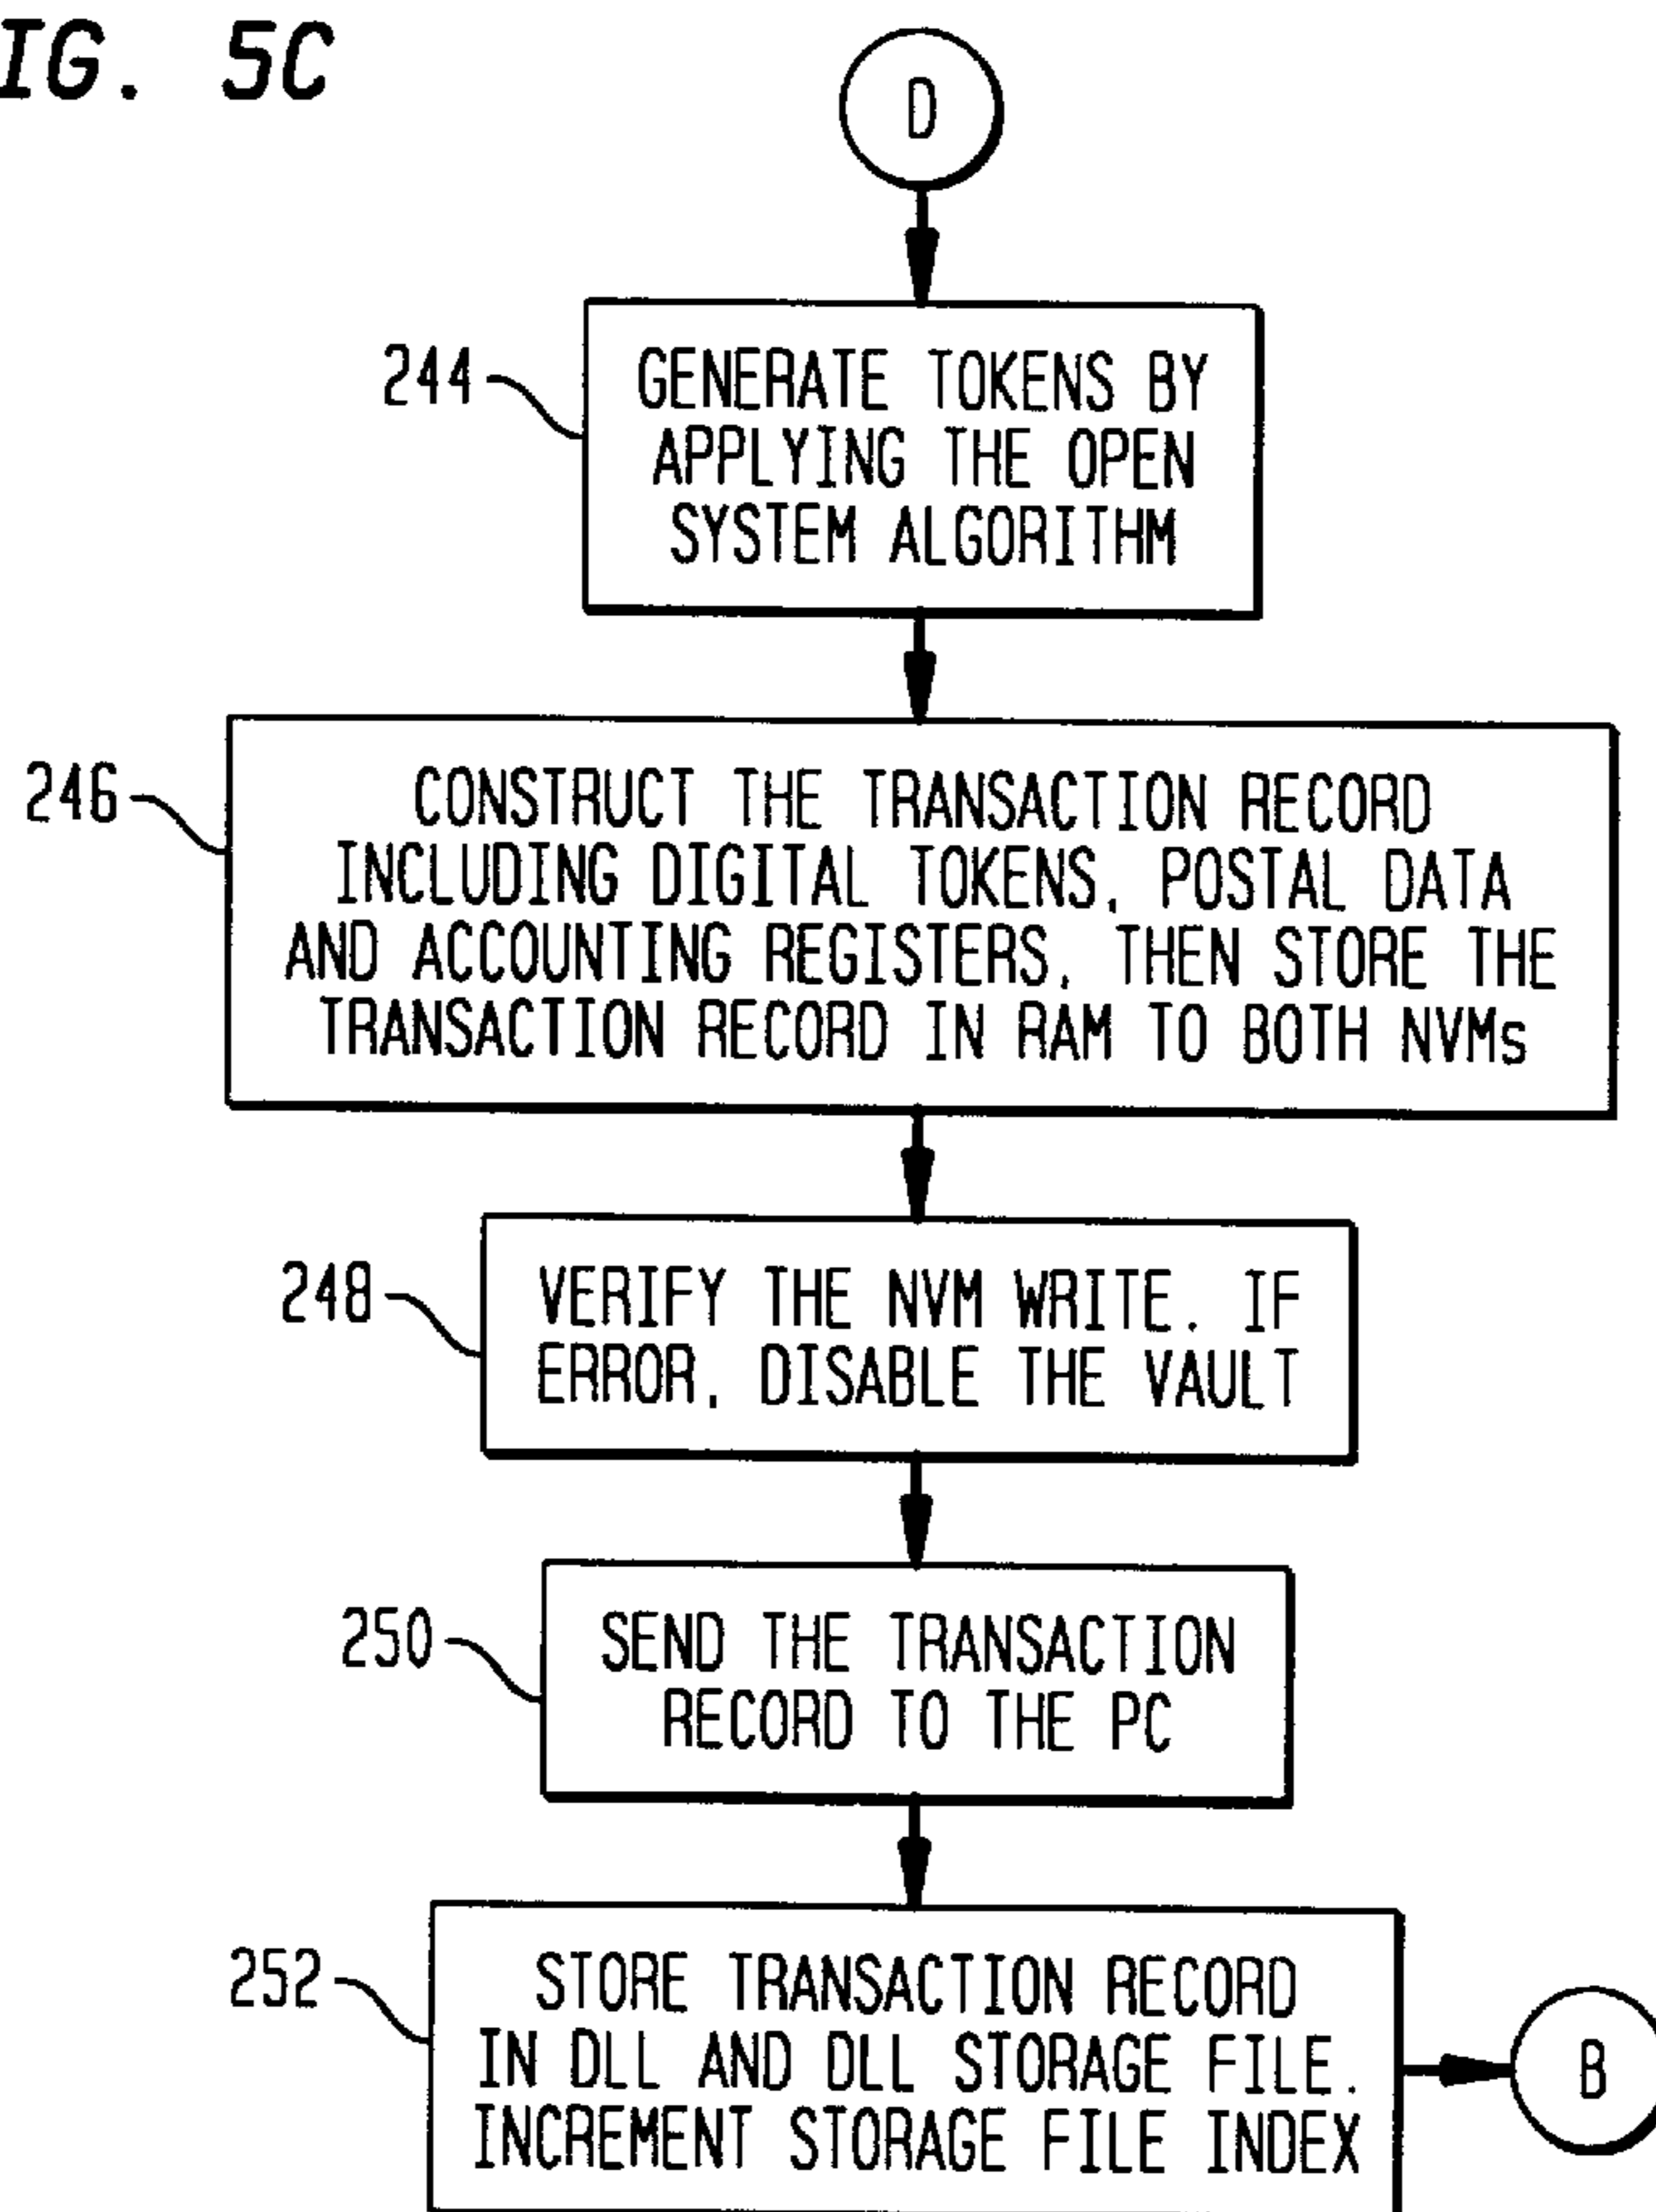 IG. 5C
D
244
GENERATE TOKENS BY
APPLYING THE OPEN
SYSTEM ALGORITHM
246
CONSTRUCT THE TRANSACTION RECORD
INCLUDING DIGITAL TOKENS, POSTAL DATA
AND ACCOUNTING REGISTERS, THEN STORE THE
TRANSACTION RECORD IN RAM TO BOTH NVMs
248
VERIFY THE NVM WRITE. IF
ERROR, DISABLE THE VAULT
250
SEND THE TRANSACTION
RECORD TO THE PC
252
STORE TRANSACTION RECORD
IN DLL AND DLL STORAGE FILE.
INCREMENT STORAGE FILE INDEX
B